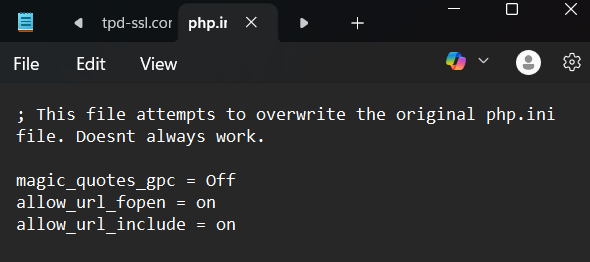 tpd-ssl.cor php.ir
File Edit View
; This file attempts to overwrite the original php.ini
file. Doesnt always work.
magic_quotes_gpc = Off
allow_url_fopen = on
allow_url_include = on